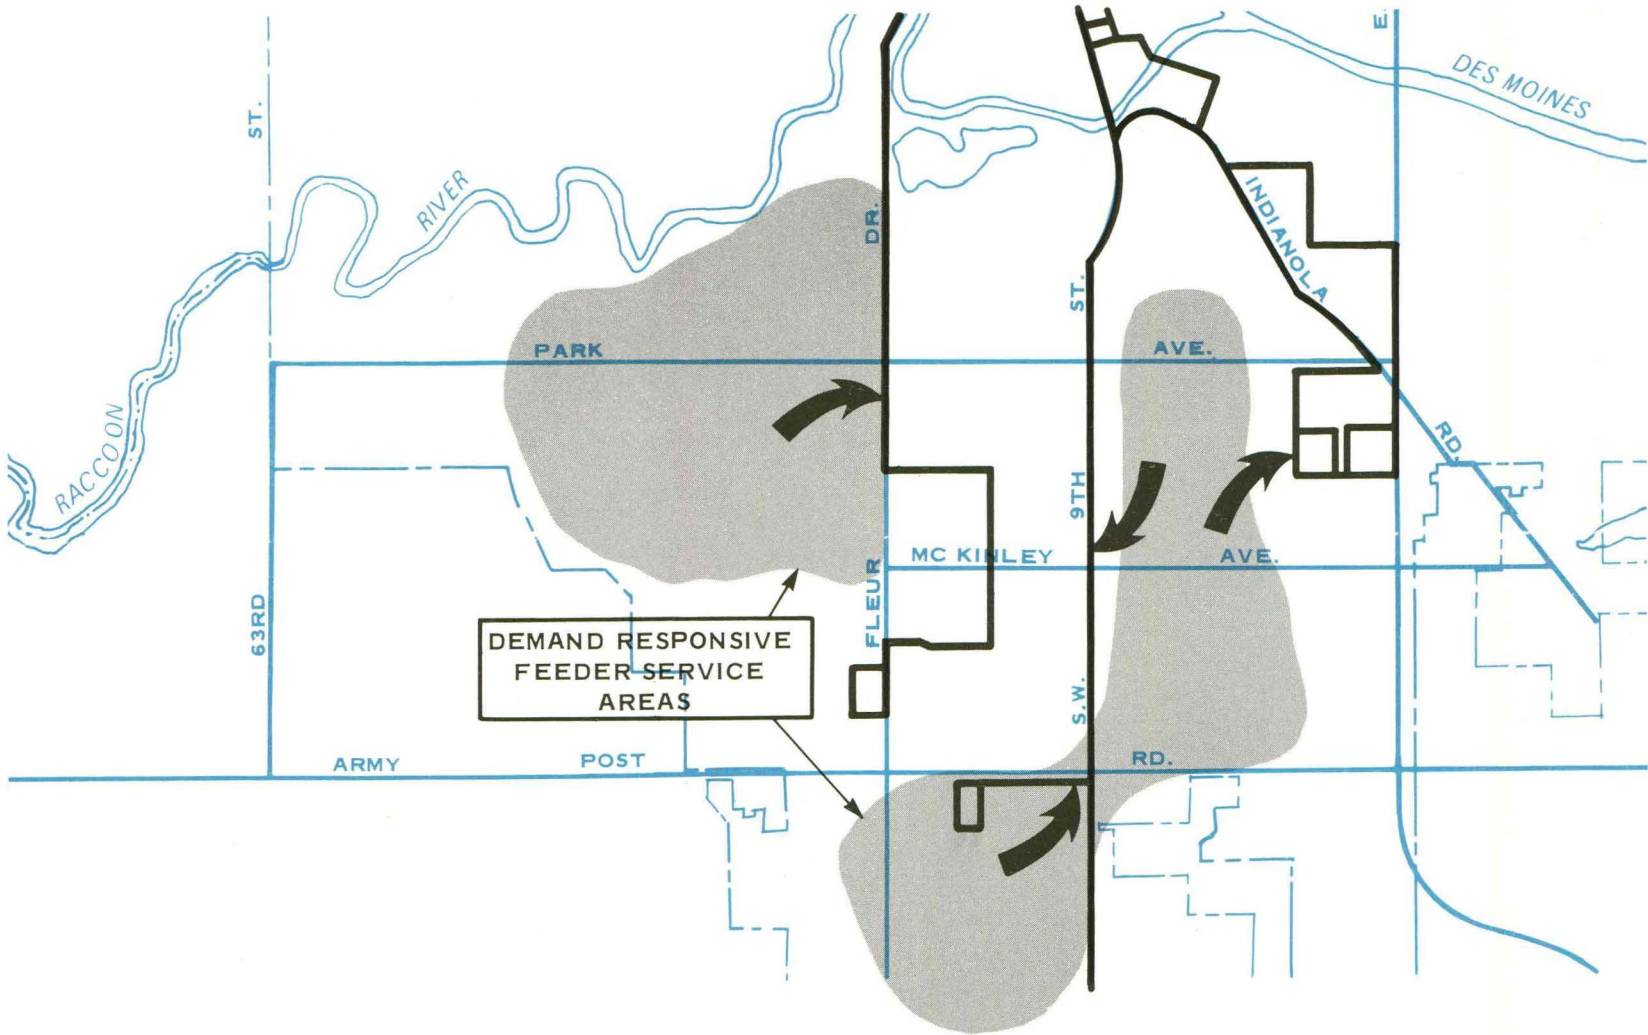 E.
DES MOINES
ST.
RIVER
DR.
INDIANOLA
ST.
PARK
AVE.
RACCOON
RD.
9TH
MC KINLEY
AVE.
FLEUR
63RD
DEMAND RESPONSIVE
FEEDER SERVICE
AREAS
S.W.
ARMY
POST
RD.